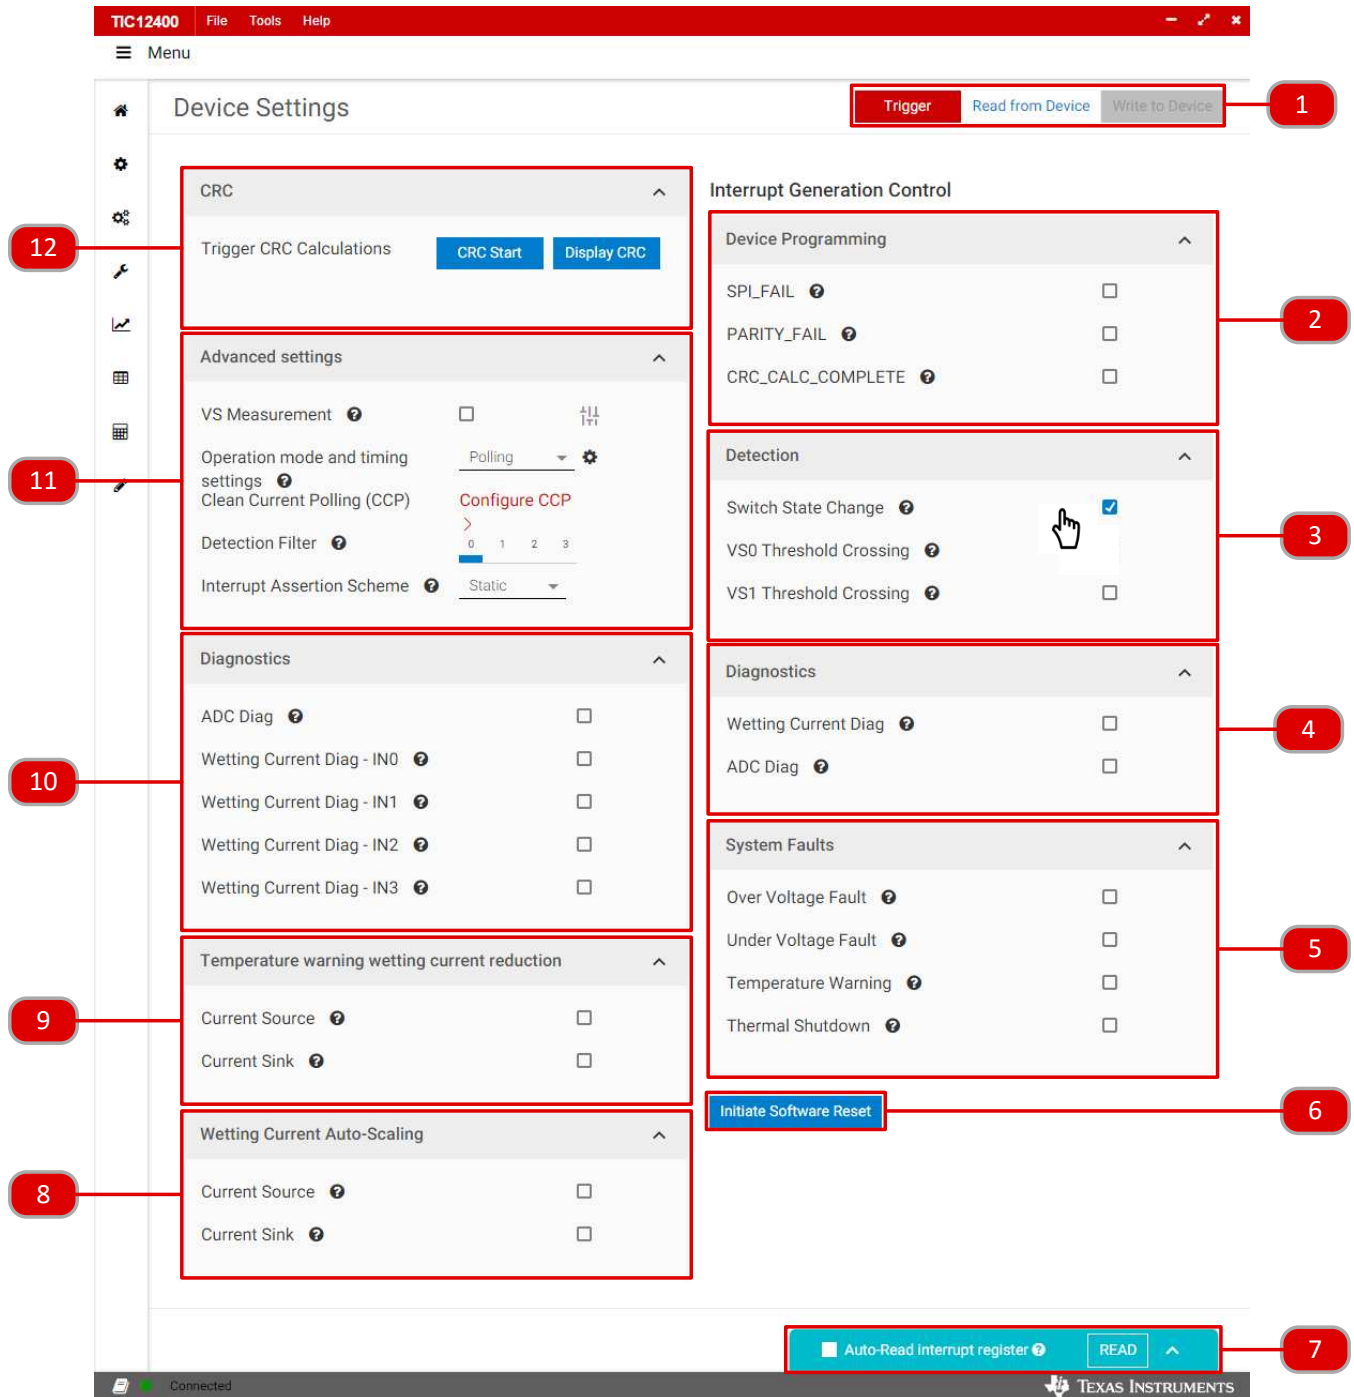 TIC12400 File Tools Help
Menu
Device Settings
Trigger Read from Device Write to Device
1
CRC
Trigger CRC Calculations CRC Start Display CRC
12
Advanced settings
VS Measurement
Operation mode and timing settings Polling
Clean Current Polling (CCP) Configure CCP
Detection Filter 0 1 2 3
Interrupt Assertion Scheme Static
11
Diagnostics
ADC Diag
Wetting Current Diag - IN0
Wetting Current Diag - IN1
Wetting Current Diag - IN2
Wetting Current Diag - IN3
10
Temperature warning wetting current reduction
Current Source
Current Sink
9
Wetting Current Auto-Scaling
Current Source
Current Sink
8
Interrupt Generation Control
Device Programming
SPI_FAIL
PARITY_FAIL
CRC_CALC_COMPLETE
2
Detection
Switch State Change
VS0 Threshold Crossing
VS1 Threshold Crossing
3
Diagnostics
Wetting Current Diag
ADC Diag
4
System Faults
Over Voltage Fault
Under Voltage Fault
Temperature Warning
Thermal Shutdown
5
Initiate Software Reset
6
Auto-Read interrupt register READ
7
Connected
TEXAS INSTRUMENTS